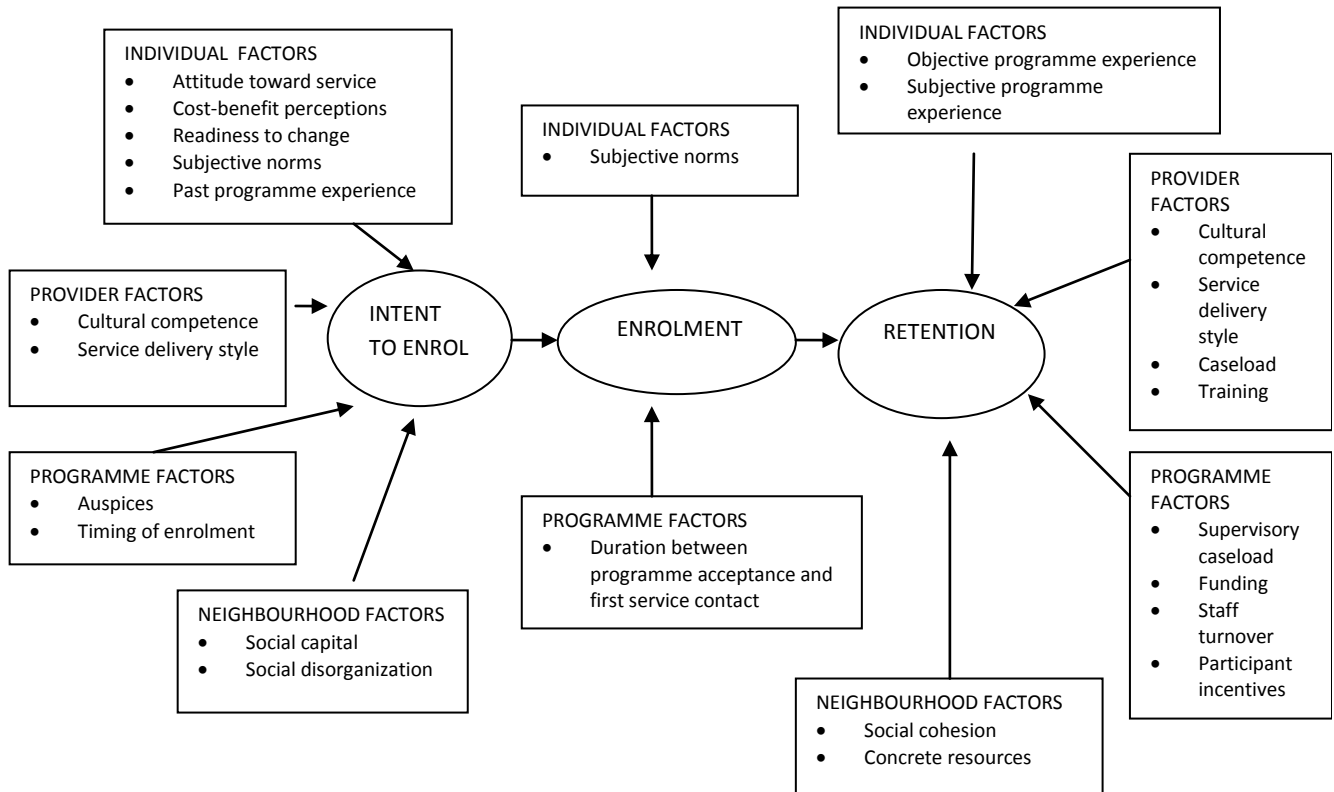 INDIVIDUAL FACTORS
• Attitude toward service
• Cost-benefit perceptions
• Readiness to change
• Subjective norms
• Past programme experience
PROVIDER FACTORS
• Cultural competence
• Service delivery style
PROGRAMME FACTORS
• Auspices
• Timing of enrolment
NEIGHBOURHOOD FACTORS
• Social capital
• Social disorganization
INTENT
TO ENROL
INDIVIDUAL FACTORS
• Subjective norms
ENROLMENT
PROGRAMME FACTORS
• Duration between
programme acceptance and
first service contact
INDIVIDUAL FACTORS
• Objective programme experience
• Subjective programme
experience
RETENTION
PROVIDER
FACTORS
• Cultural
competence
• Service
delivery
style
• Caseload
• Training
PROGRAMME
FACTORS
• Supervisory
caseload
• Funding
• Staff
turnover
• Participant
incentives
NEIGHBOURHOOD FACTORS
• Social cohesion
• Concrete resources